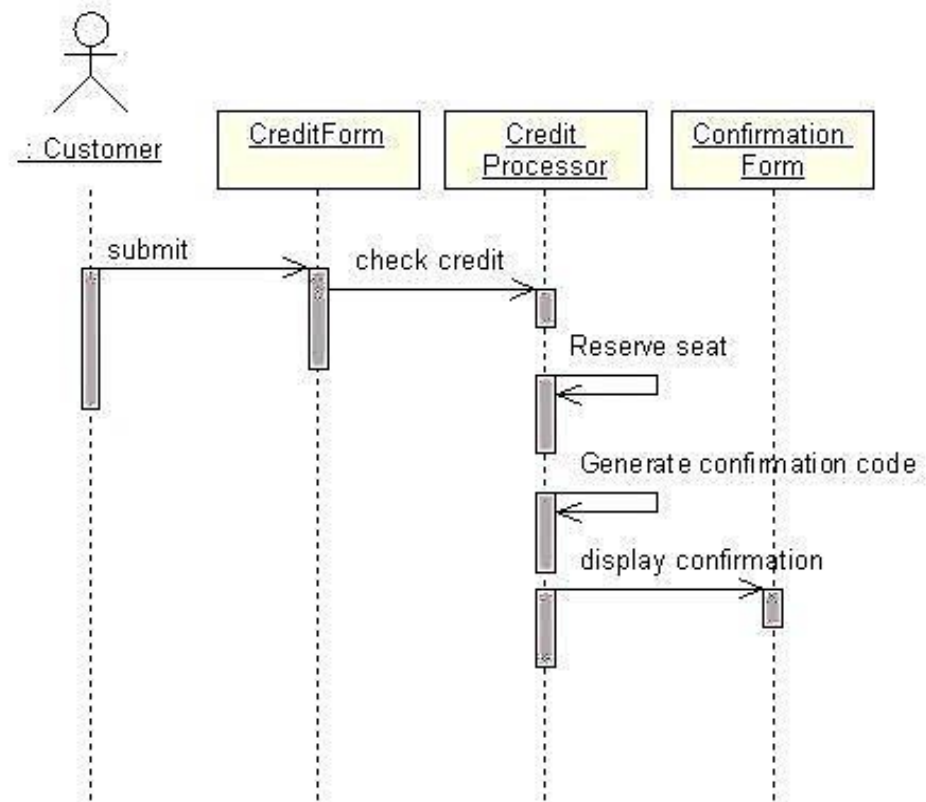 : Customer
CreditForm
Credit
Processor
Confirmation
Form
submit
check credit
Reserve seat
Generate confirmation code
display confirmation